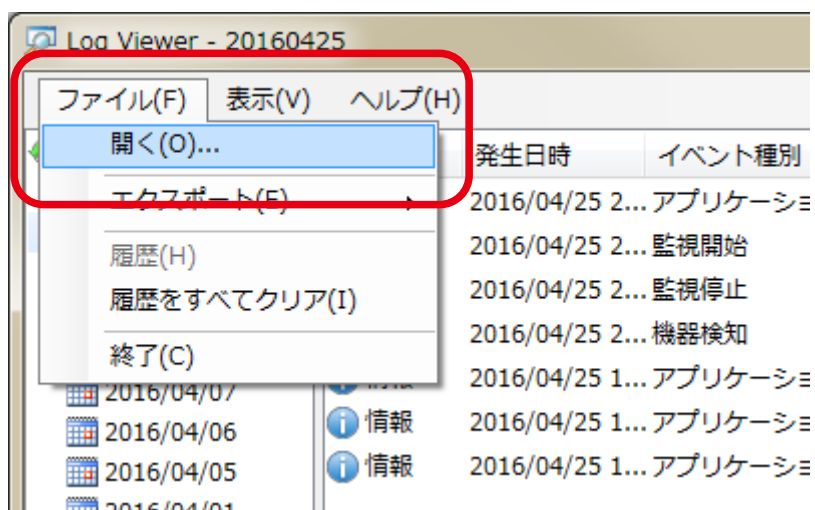 Log Viewer - 20160425
ファイル(F) 表示(V) ヘルプ(H)
開く(O)...
エクスポート(E)
履歴(H)
履歴をすべてクリア(I)
終了(C)
2016/04/07
2016/04/06
2016/04/05
2016/04/01
発生日時 イベント種別
2016/04/25 2... アプリケーショ
2016/04/25 2... 監視開始
2016/04/25 2... 監視停止
2016/04/25 2... 機器検知
情報 2016/04/25 1... アプリケーショ
情報 2016/04/25 1... アプリケーショ
情報 2016/04/25 1... アプリケーショ